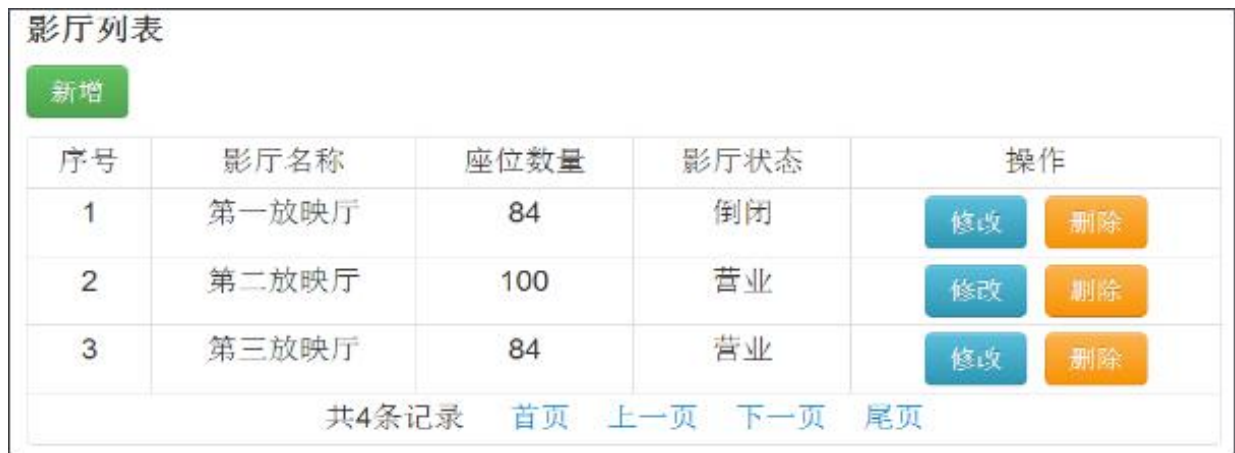 影厅列表
新增
序号 影厅名称 座位数量 影厅状态 操作
1 第一放映厅 84 倒闭 修改 删除
2 第二放映厅 100 营业 修改 删除
3 第三放映厅 84 营业 修改 删除
共4条记录 首页 上一页 下一页 尾页